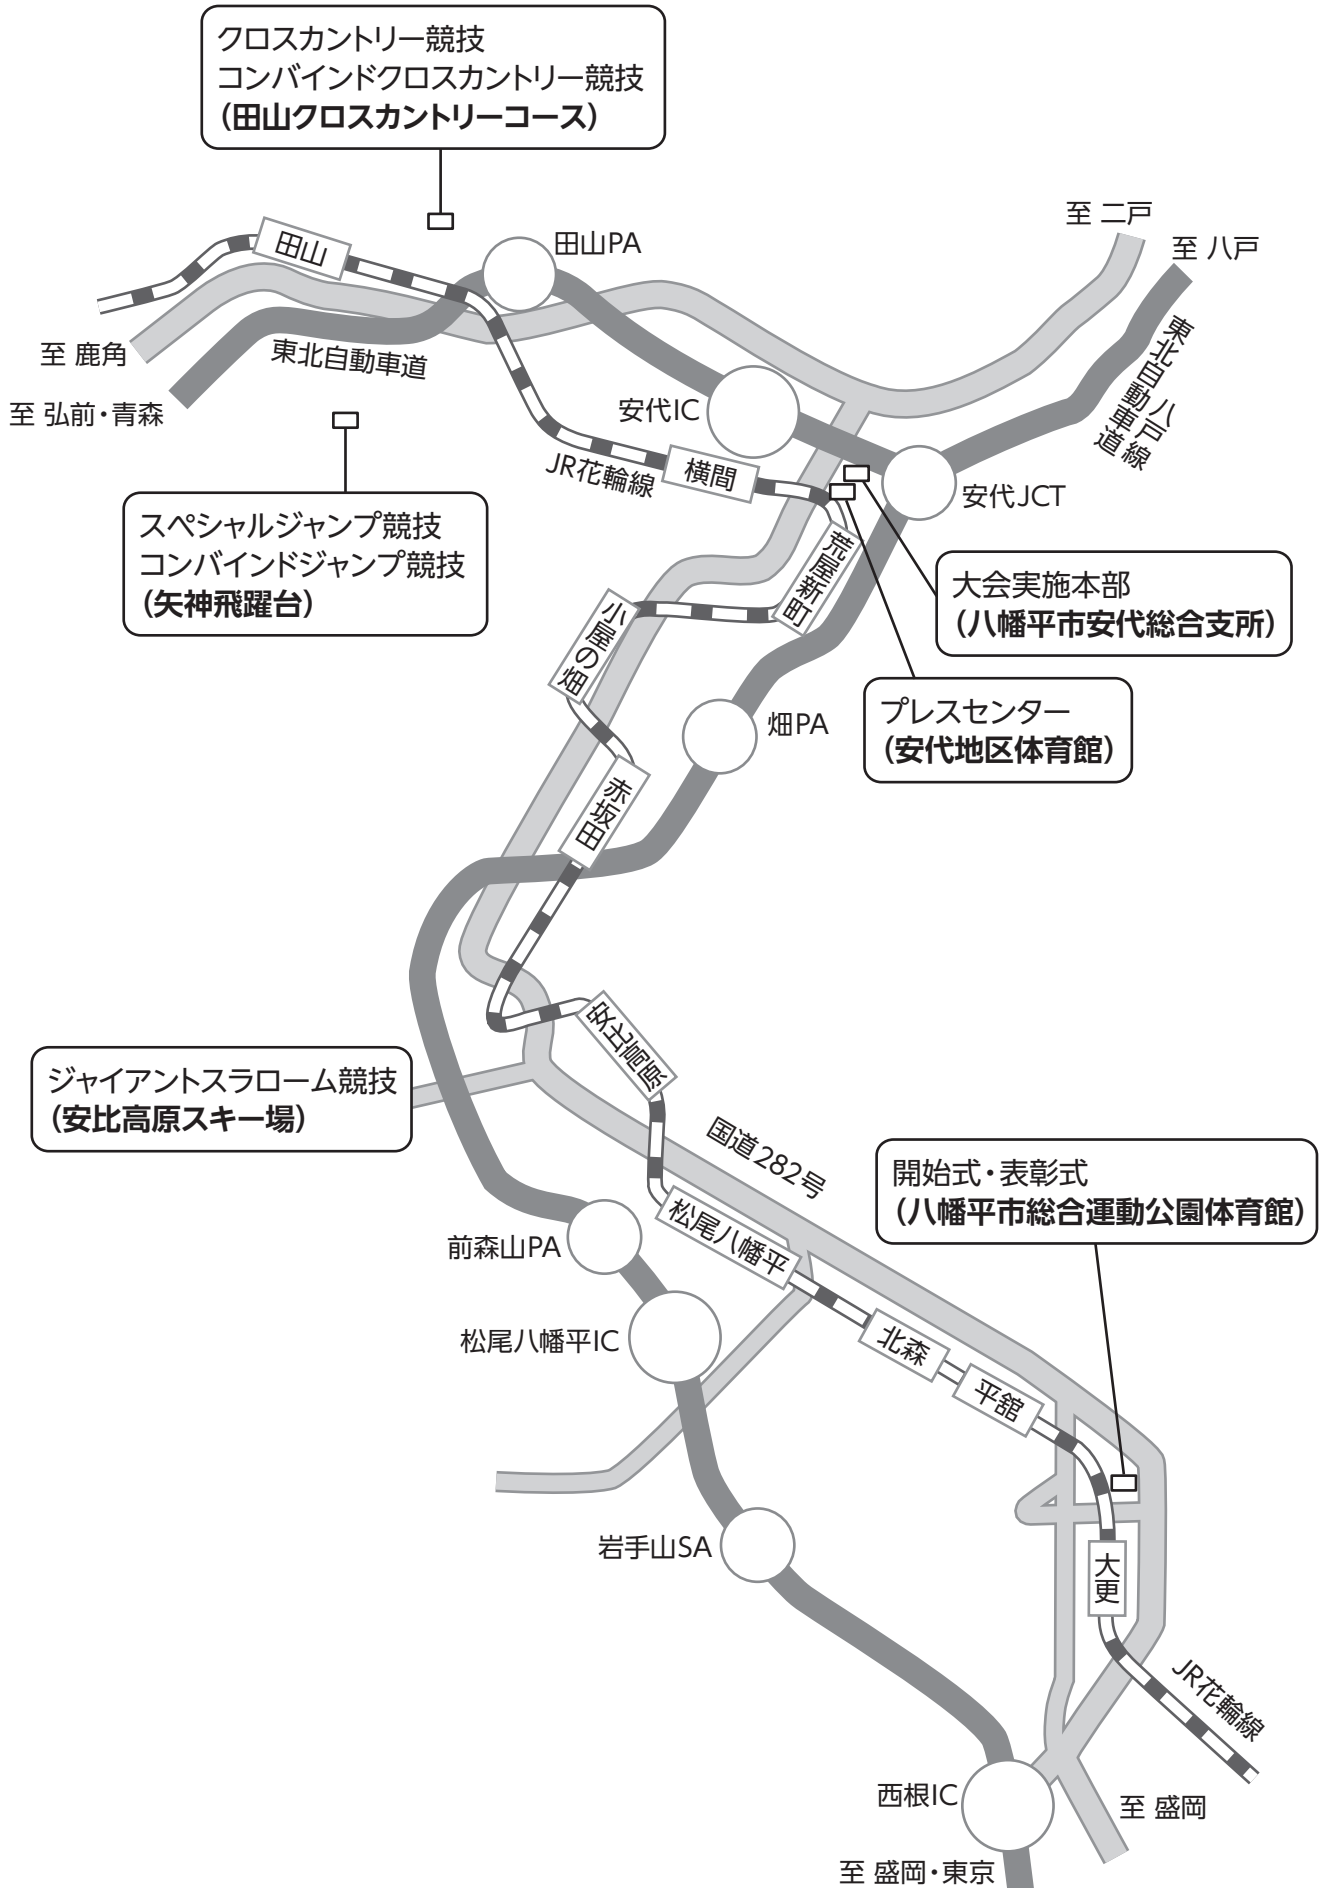 クロスカントリー競技
コンバインドクロスカントリー競技
（田山クロスカントリーコース）
至 二戸
至 八戸
田山
田山PA
至 鹿角
東北自動車道
東北自動車道
八戸線
至 弘前・青森
安代IC
JR花輪線
横間
安代JCT
スペシャルジャンプ競技
コンバインドジャンプ競技
（矢神飛躍台）
荒屋新町
大会実施本部
（八幡平市安代総合支所）
小屋の畑
プレスセンター
（安代地区体育館）
畑PA
赤坂田
安比高原
ジャイアントスラローム競技
（安比高原スキー場）
国道282号
開始式・表彰式
（八幡平市総合運動公園体育館）
松尾八幡平
前森山PA
松尾八幡平IC
北森
平舘
岩手山SA
大更
JR花輪線
西根IC
至 盛岡
至 盛岡・東京